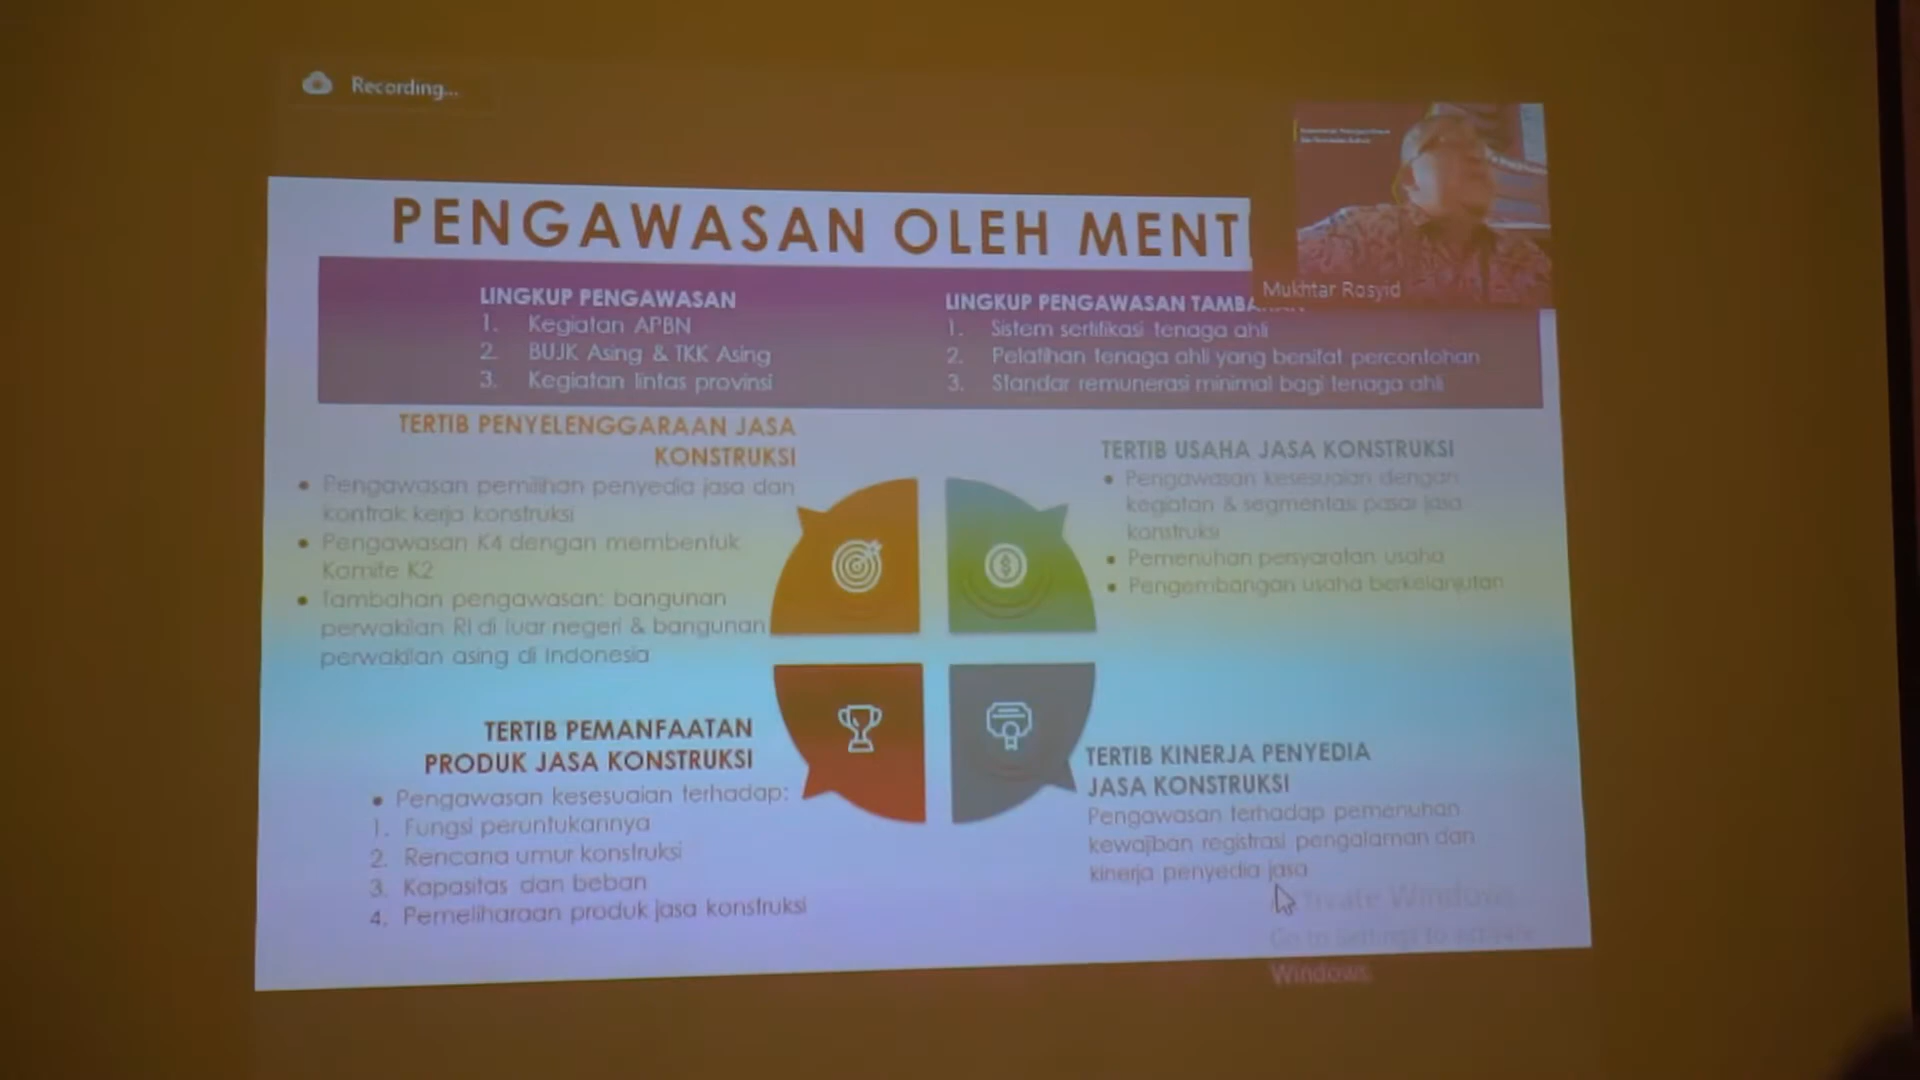 Recording...
PENGAWASAN OLEH MENT
Mukhtar Rosyid
LINGKUP PENGAWASAN
1. Kegiatan APBN
2. BUJK Asing & TKK Asing
3. Kegiatan lintas provinsi
LINGKUP PENGAWASAN
1. Sistem sertifikasi tenaga ahli
2. Pelatihan tenaga ahli yang bersifat percontohan
3. Standar remunerasi minimal bagi tenaga ahli
TERTIB PENYELENGGARAAN JASA
KONSTRUKSI
• Pengawasan pemilihan penyedia jasa dan
kontrak kerja konstruksi
• Pengawasan K4 dengan membentuk
Komite K2
• Tambahan pengawasan: bangunan
perwakilan RI di luar negeri & bangunan
perwakilan asing di Indonesia
TERTIB USAHA JASA KONSTRUKSI
• Pengawasan kesesuaian dengan
kegiatan & segmentasi pasar jasa
konstruksi
• Pemenuhan persyaratan usaha
• Pengembangan usaha berkelanjutan
TERTIB PEMANFAATAN
PRODUK JASA KONSTRUKSI
• Pengawasan kesesuaian terhadap:
1. Fungsi peruntukannya
2. Rencana umur konstruksi
3. Kapasitas dan beban
4. Pemeliharaan produk jasa konstruksi
TERTIB KINERJA PENYEDIA
JASA KONSTRUKSI
Pengawasan terhadap pemenuhan
kewajiban registrasi pengalaman dan
kinerja penyedia jasa
Windows
Go to Settings to activate
Windows.